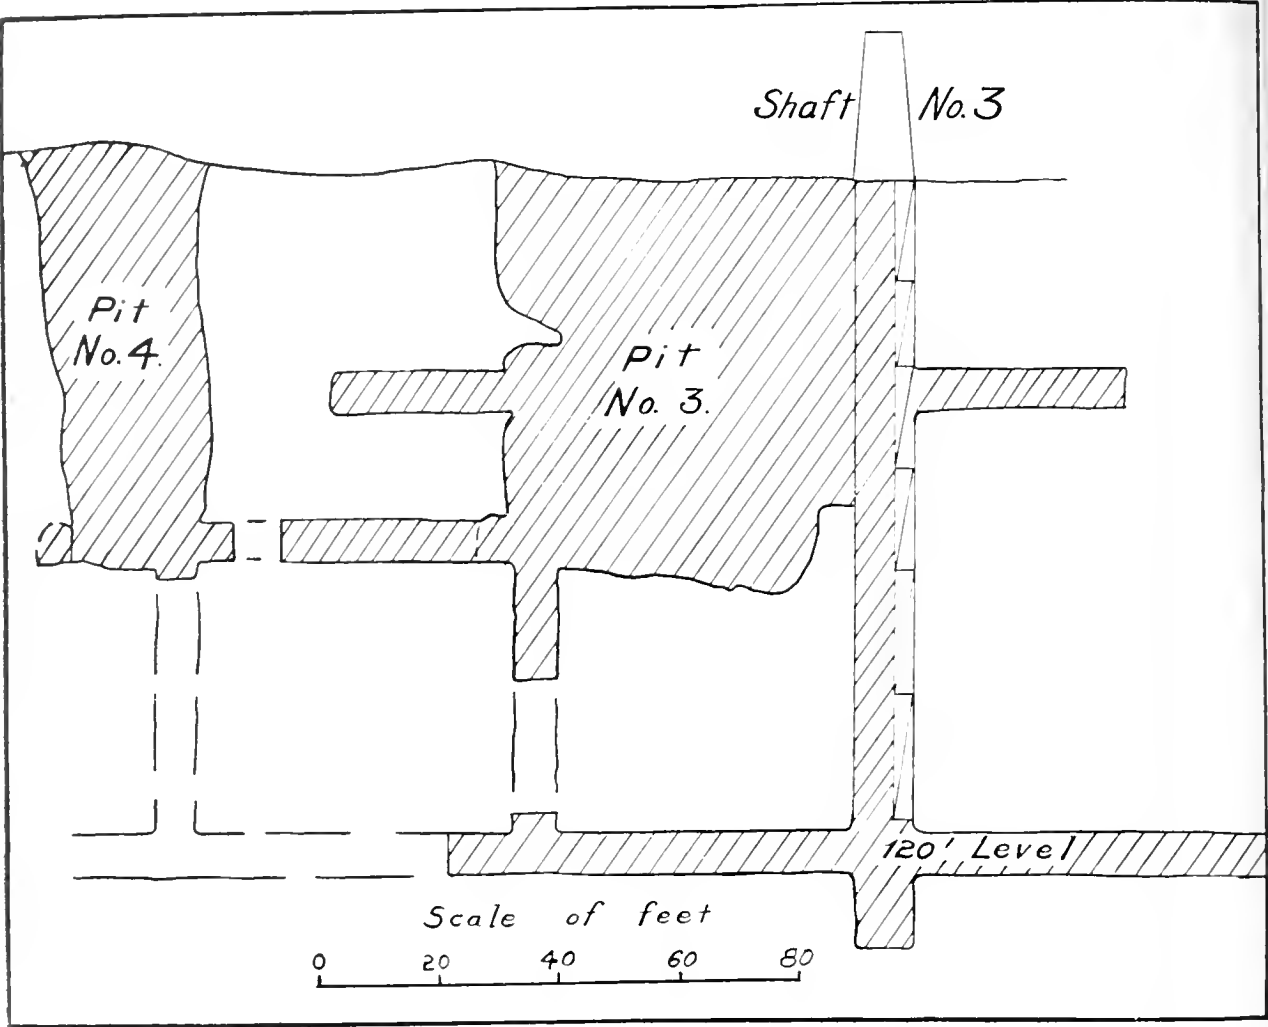 Shaft No. 3
Pit
No. 4.
Pit
No. 3.
120' Level
Scale of feet
0 20 40 60 80